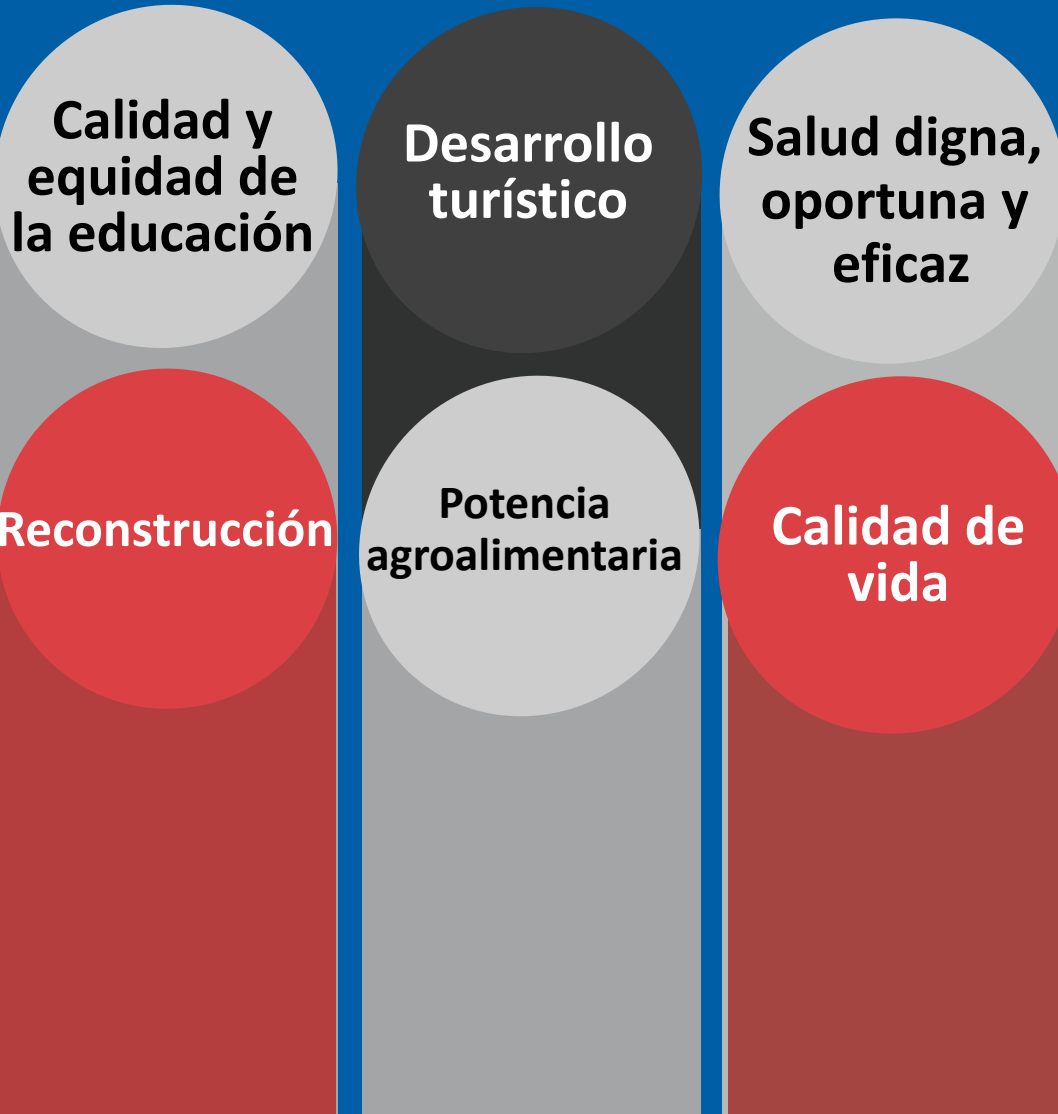 Calidad y
equidad de
la educación
Desarrollo
turístico
Salud digna,
oportuna y
eficaz
Reconstrucción
Potencia
agroalimentaria
Calidad de
vida